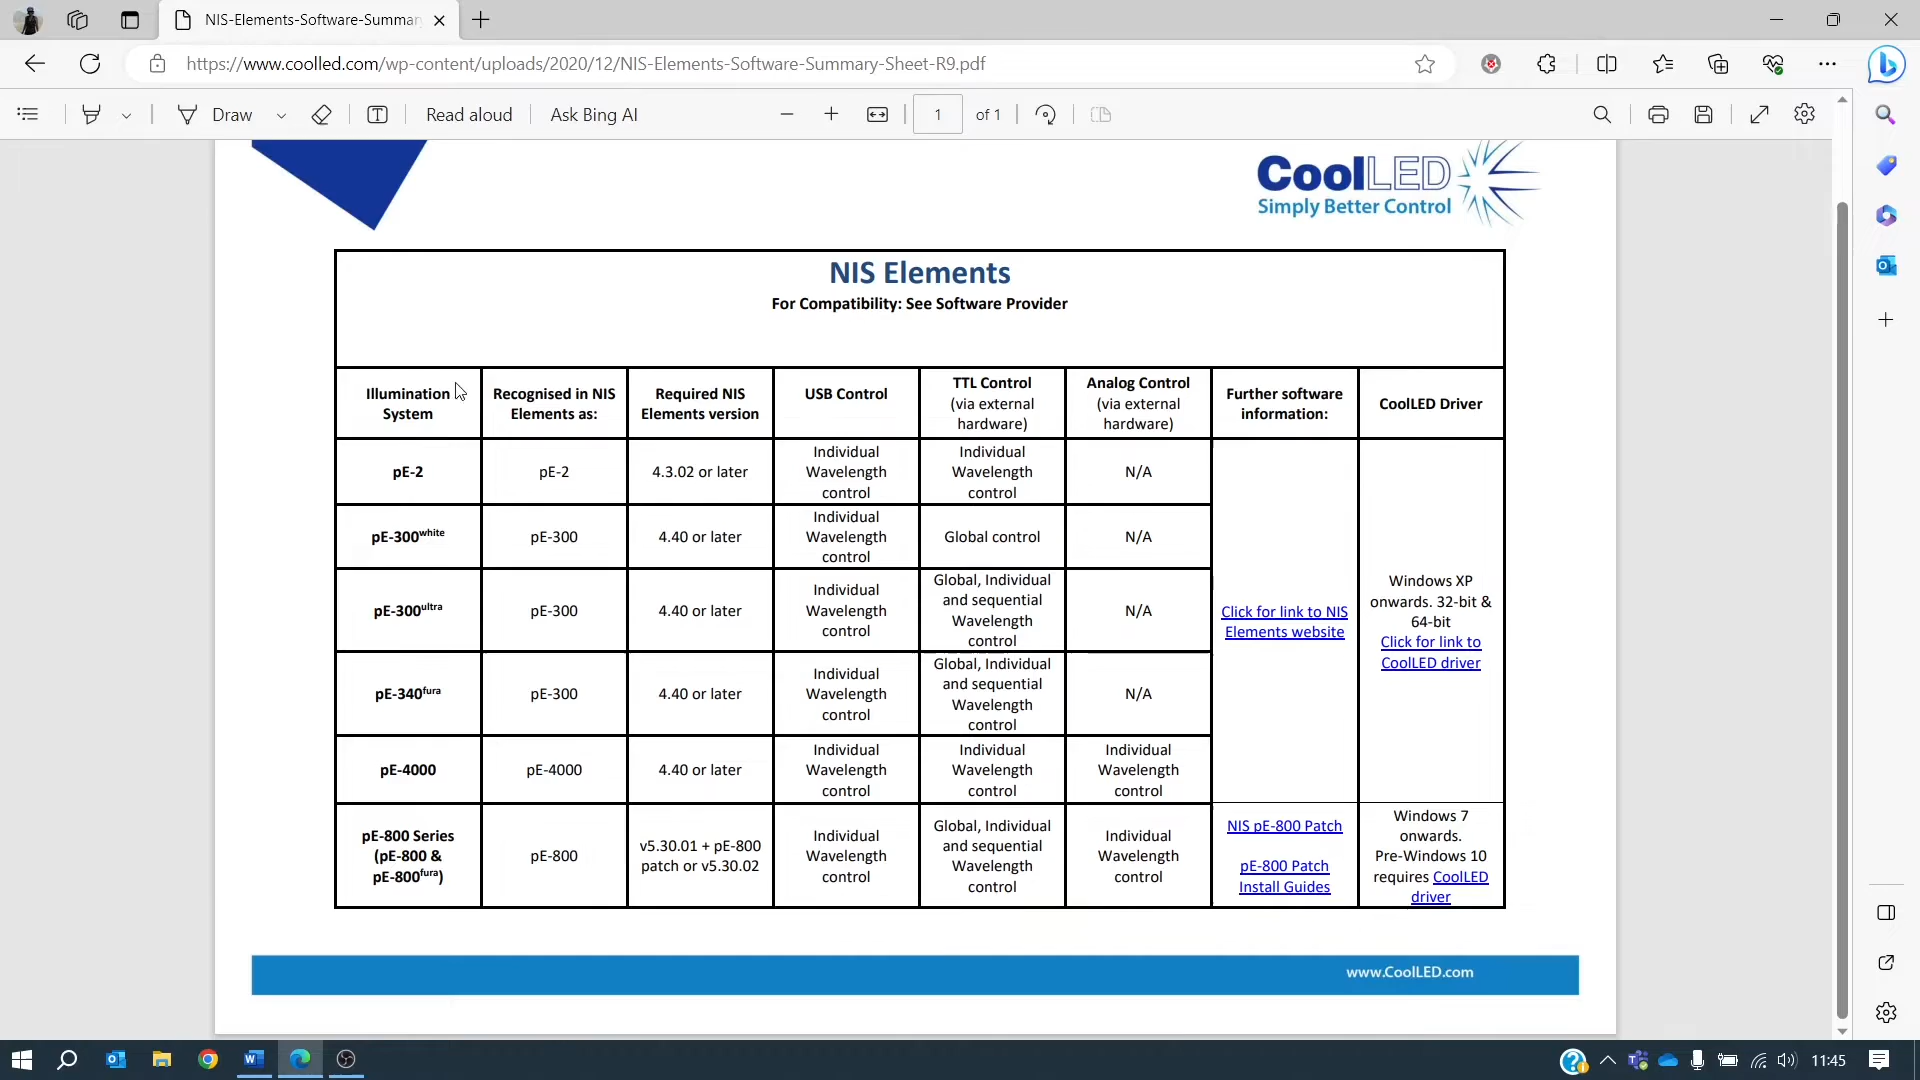 NIS-Elements-Software-Summar
https://www.coolled.com/wp-content/uploads/2020/12/NIS-Elements-Software-Summary-Sheet-R9.pdf
Draw
Read aloud
Ask Bing AI
1
of 1
CoolLED
Simply Better Control
NIS Elements
For Compatibility: See Software Provider
Illumination
System
Recognised in NIS
Elements as:
Required NIS
Elements version
USB Control
TTL Control
(via external
hardware)
Analog Control
(via external
hardware)
Further software
information:
CoolLED Driver
pE-2
pE-2
4.3.02 or later
Individual
Wavelength
control
Individual
Wavelength
control
N/A
pE-300white
pE-300
4.40 or later
Individual
Wavelength
control
Global control
N/A
pE-300ultra
pE-300
4.40 or later
Individual
Wavelength
control
Global, Individual
and sequential
Wavelength
control
N/A
Click for link to NIS
Elements website
Windows XP
onwards. 32-bit &
64-bit
Click for link to
CoolLED driver
pE-340fura
pE-300
4.40 or later
Individual
Wavelength
control
Global, Individual
and sequential
Wavelength
control
N/A
pE-4000
pE-4000
4.40 or later
Individual
Wavelength
control
Individual
Wavelength
control
Individual
Wavelength
control
pE-800 Series
(pE-800 &
pE-800fura)
pE-800
v5.30.01 + pE-800
patch or v5.30.02
Individual
Wavelength
control
Global, Individual
and sequential
Wavelength
control
Individual
Wavelength
control
NIS pE-800 Patch
pE-800 Patch
Install Guides
Windows 7
onwards.
Pre-Windows 10
requires CoolLED
driver
www.CoolLED.com
11:45